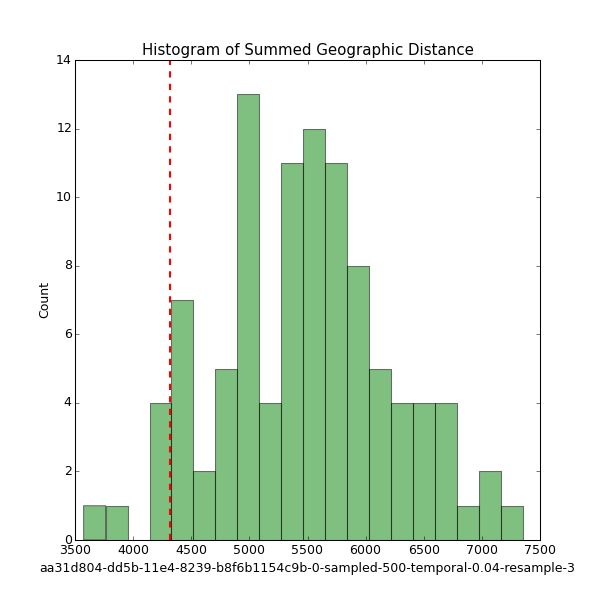 Histogram of Summed Geographic Distance
14
12
10
8
6
4
2
0
Count
3500 4000 4500 5000 5500 6000 6500 7000 7500
aa31d804-dd5b-11e4-8239-b8f6b1154c9b-0-sampled-500-temporal-0.04-resample-3